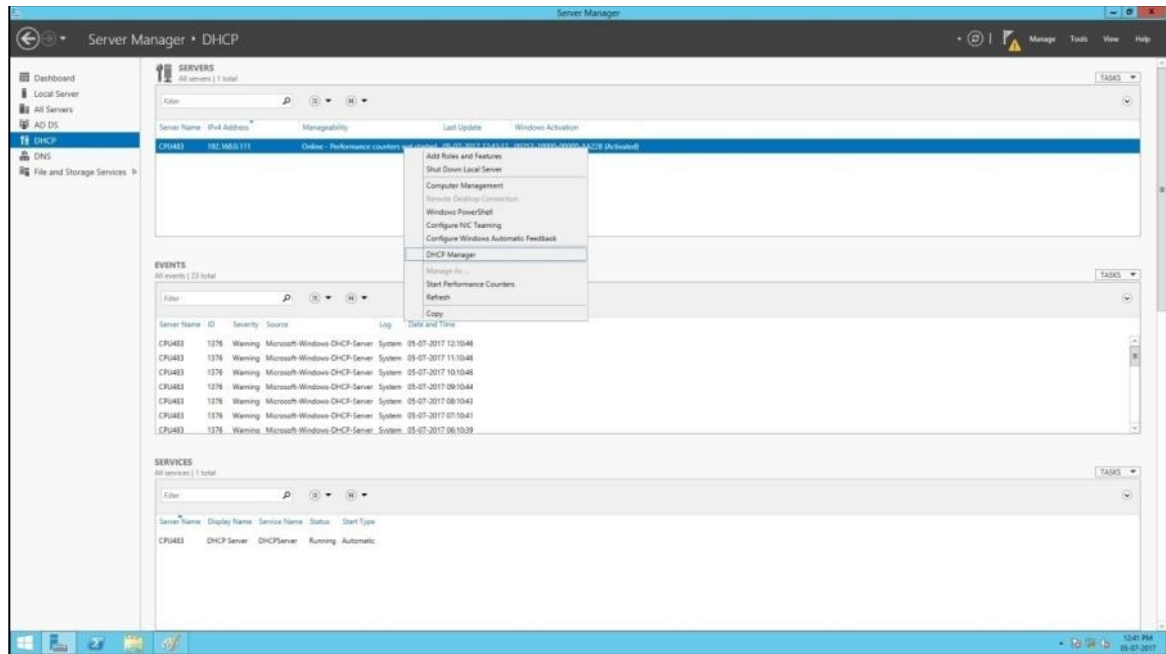 Server Manager
Server Manager • DHCP
Manage Tools View Help
Dashboard
Local Server
All Servers
AD DS
DHCP
DNS
File and Storage Services
SERVERS
All servers | 1 total
TASKS
Filter
Server Name IPv4 Address Manageability Last Update Windows Activation
CPU483 192.168.0.111 Online - Performance counters not started (Activated)
Add Roles and Features
Shut Down Local Server
Computer Management
Remote Desktop Connection
Windows PowerShell
Configure NIC Teaming
Configure Windows Automatic Feedback
DHCP Manager
Manage As ...
Start Performance Counters
Refresh
Copy
EVENTS
All events | 23 total
TASKS
Filter
Server Name ID Severity Source Log Date and Time
CPU483 1376 Warning Microsoft-Windows-DHCP-Server System 05-07-2017 12:10:46
CPU483 1376 Warning Microsoft-Windows-DHCP-Server System 05-07-2017 11:10:46
CPU483 1376 Warning Microsoft-Windows-DHCP-Server System 05-07-2017 10:10:46
CPU483 1376 Warning Microsoft-Windows-DHCP-Server System 05-07-2017 09:10:44
CPU483 1376 Warning Microsoft-Windows-DHCP-Server System 05-07-2017 08:10:43
CPU483 1376 Warning Microsoft-Windows-DHCP-Server System 05-07-2017 07:10:41
CPU483 1376 Warning Microsoft-Windows-DHCP-Server System 05-07-2017 06:10:39
SERVICES
All services | 1 total
TASKS
Filter
Server Name Display Name Service Name Status Start Type
CPU483 DHCP Server DHCPServer Running Automatic
12:41 PM
05-07-2017